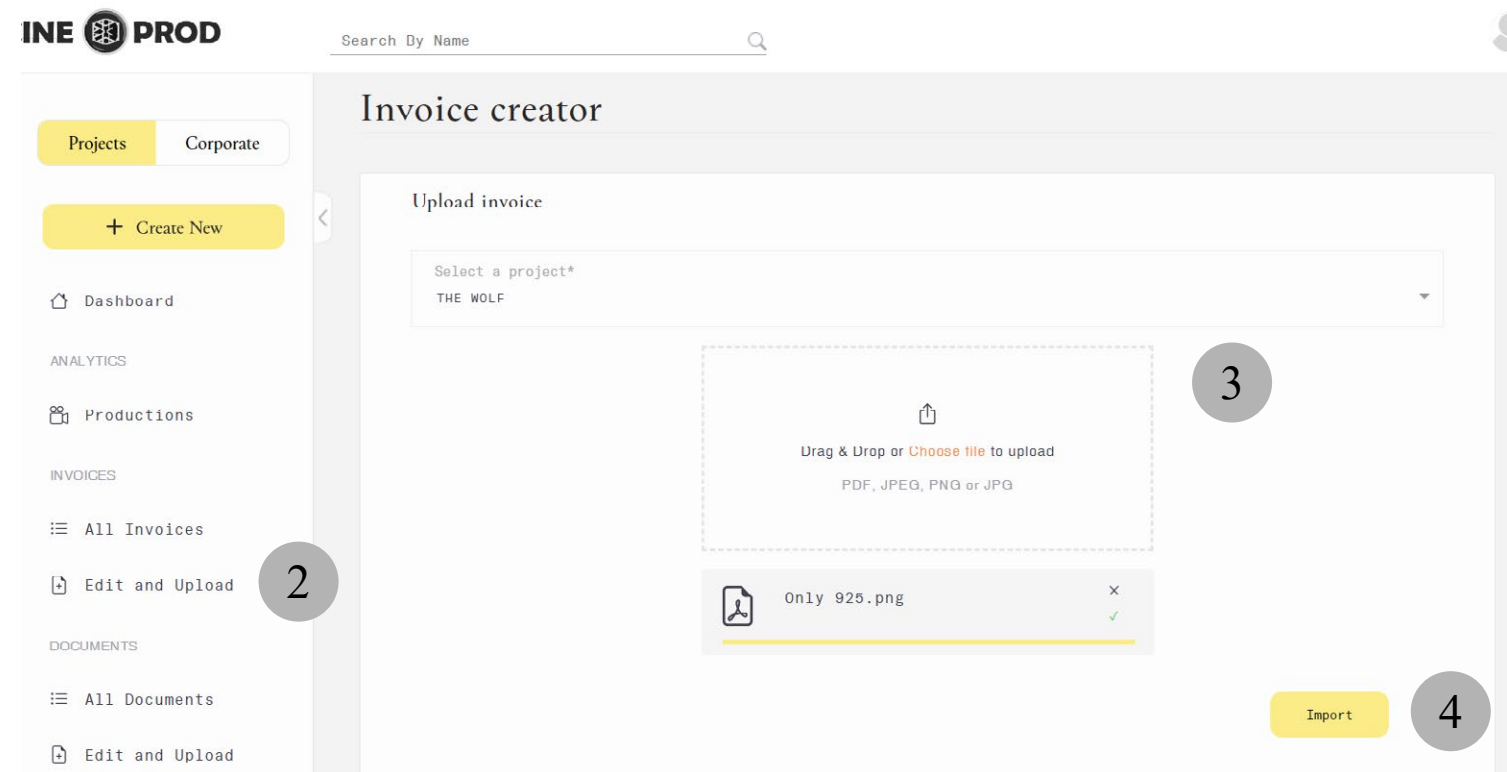 INE PROD
Search By Name
Invoice creator
Projects Corporate
Upload invoice
+ Create New
Select a project*
THE WOLF
Dashboard
ANALYTICS
3
Productions
Drag & Drop or Choose file to upload
INVOICES
PDF, JPEG, PNG or JPG
All Invoices
Edit and Upload
2
Only 925.png
DOCUMENTS
All Documents
Import
4
Edit and Upload